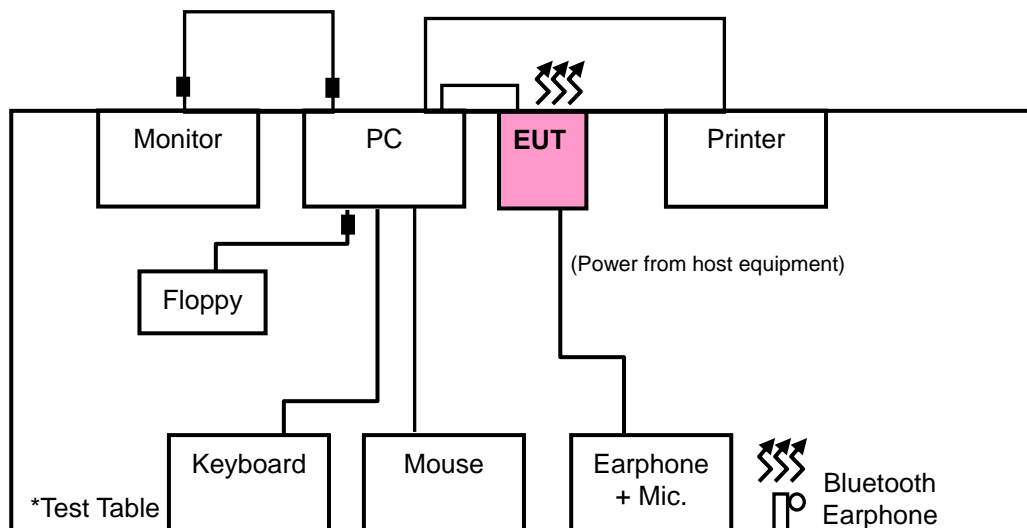 Monitor
PC
EUT
Printer
(Power from host equipment)
Floppy
Keyboard
Mouse
Earphone
+ Mic.
Bluetooth
Earphone
*Test Table